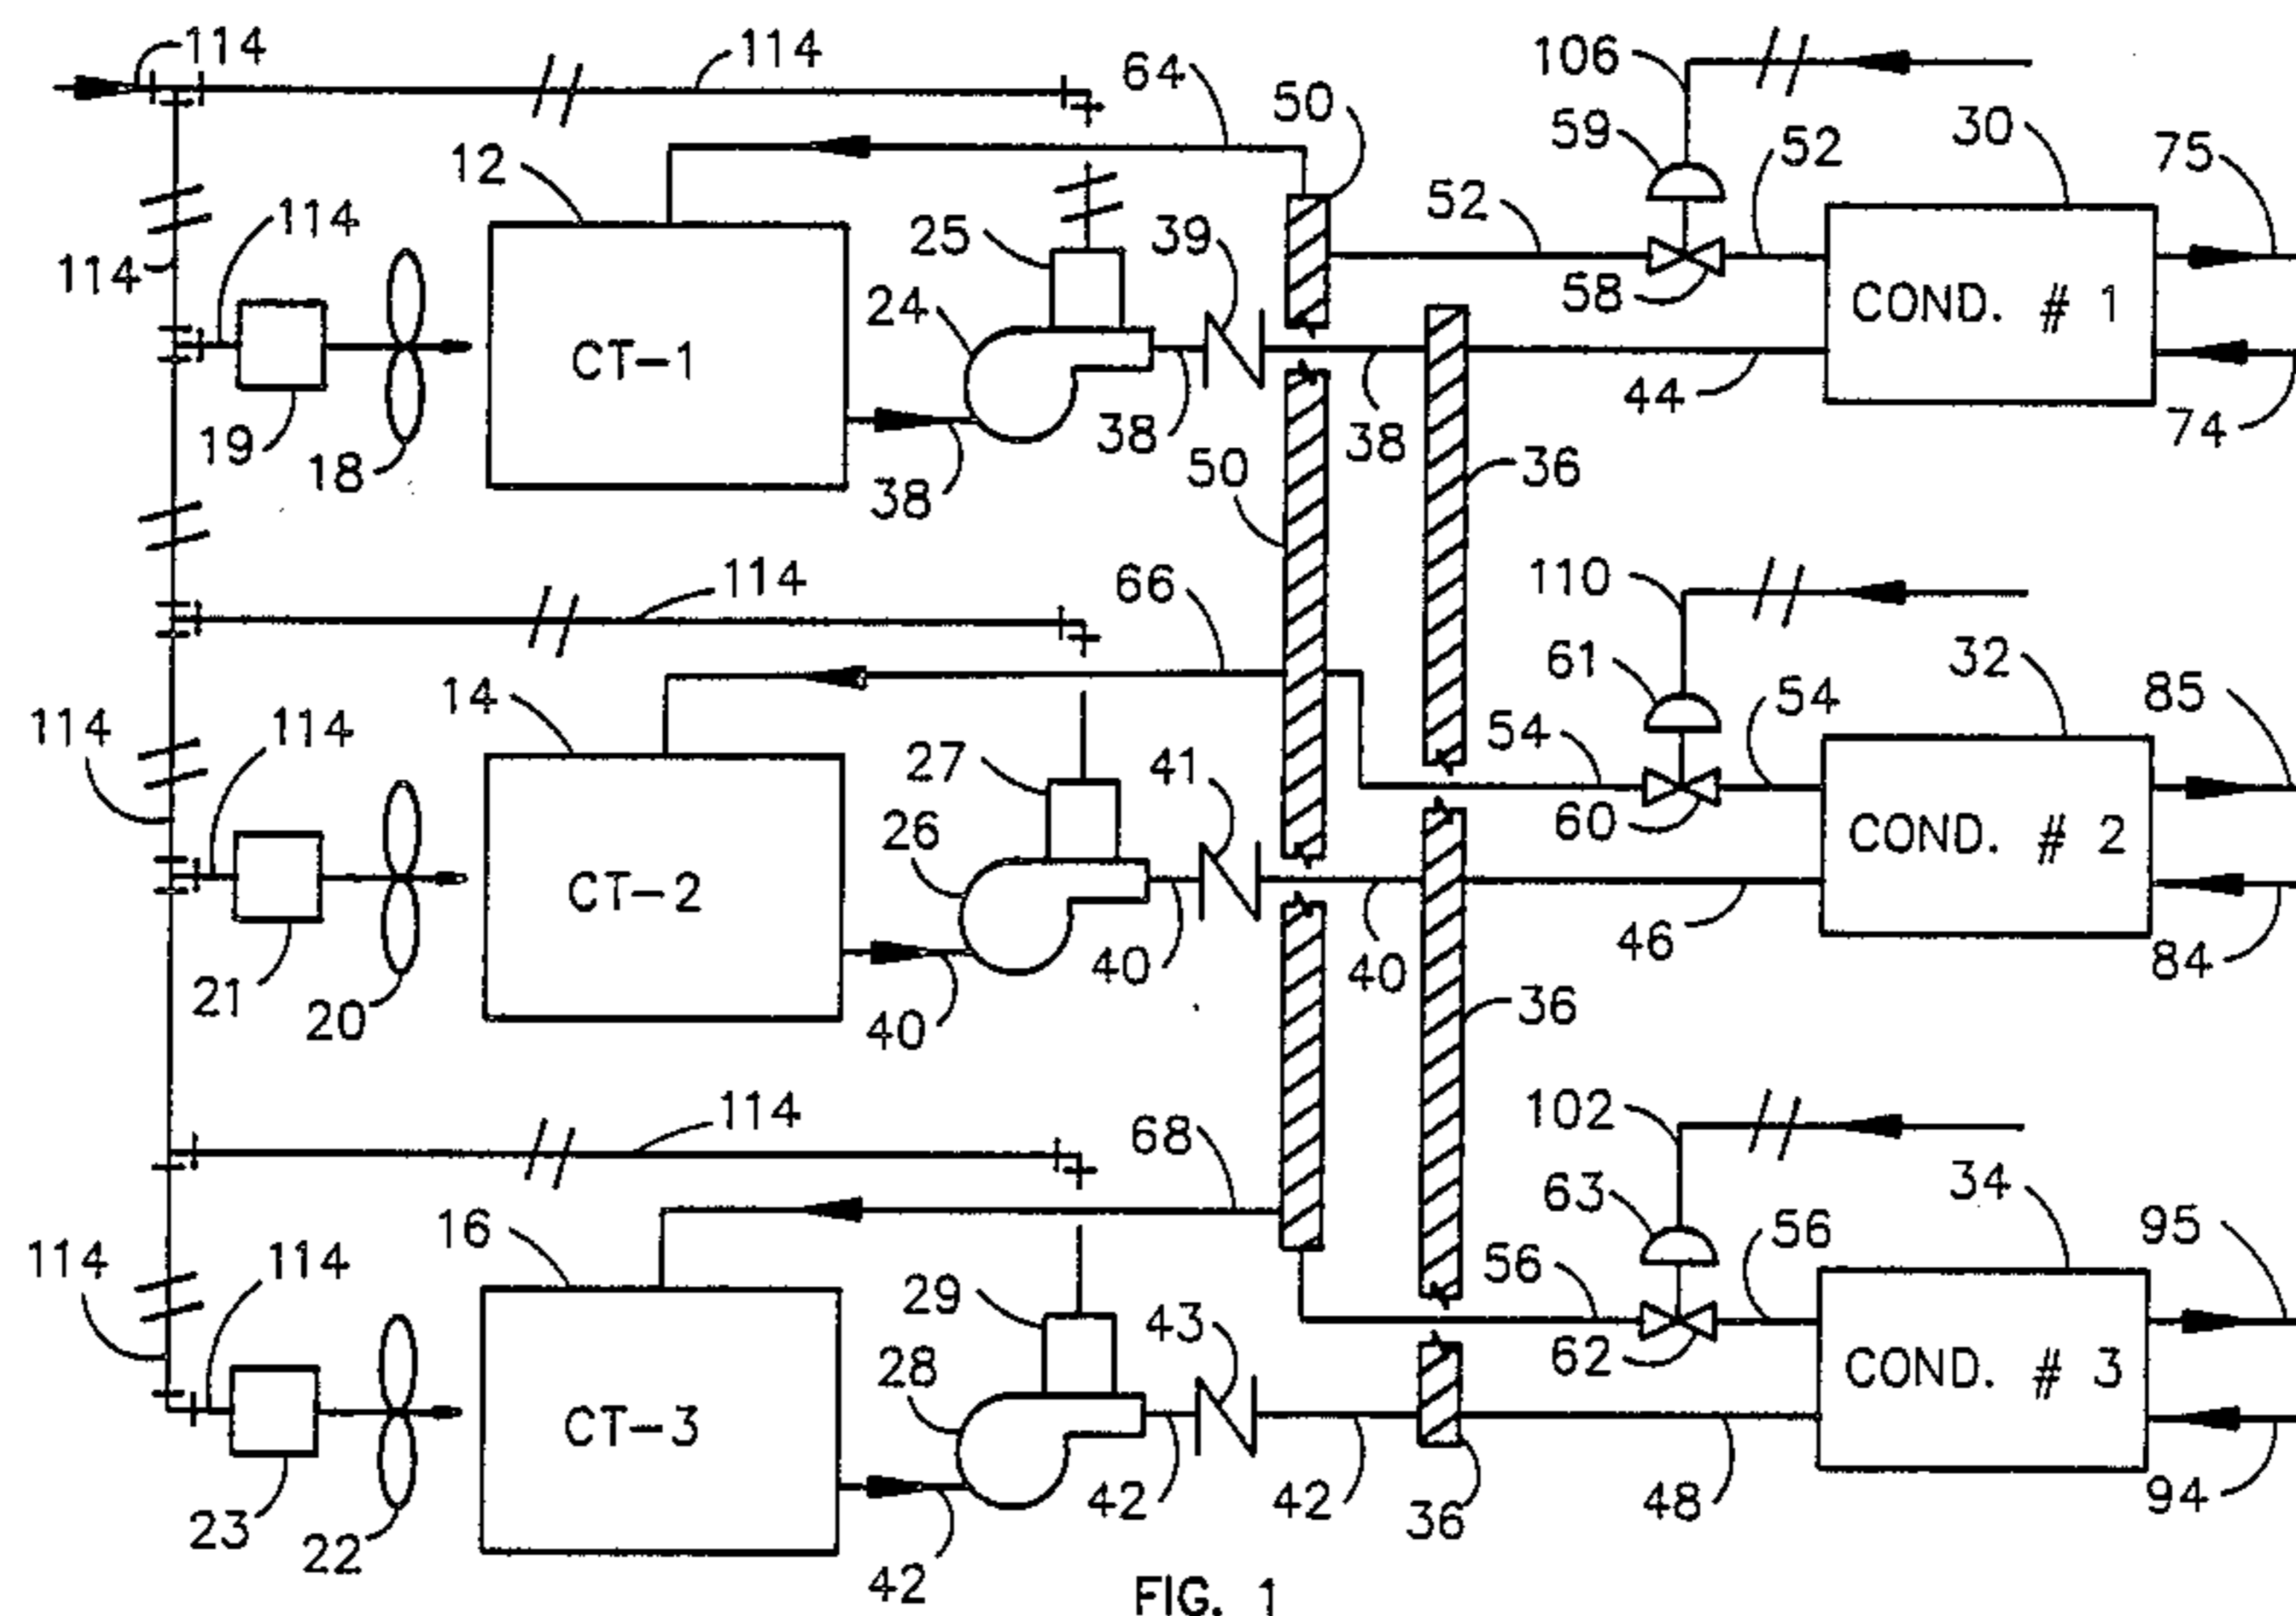 114 114 64 50 106 59 52 30 75
12 52
114 114 25 39 58
24 CT-1 COND. # 1
19 18 38 38 38 44 74
50 36
114 66 110 61 54 32 85
114 114 14 27 41 54 60
26 CT-2 COND. # 2
21 20 40 40 40 46 84
36
114 68 102 63 56 34 95
114 114 16 29 43 56 62
28 CT-3 COND. # 3
23 22 42 42 42 36 48 94
FIG. 1